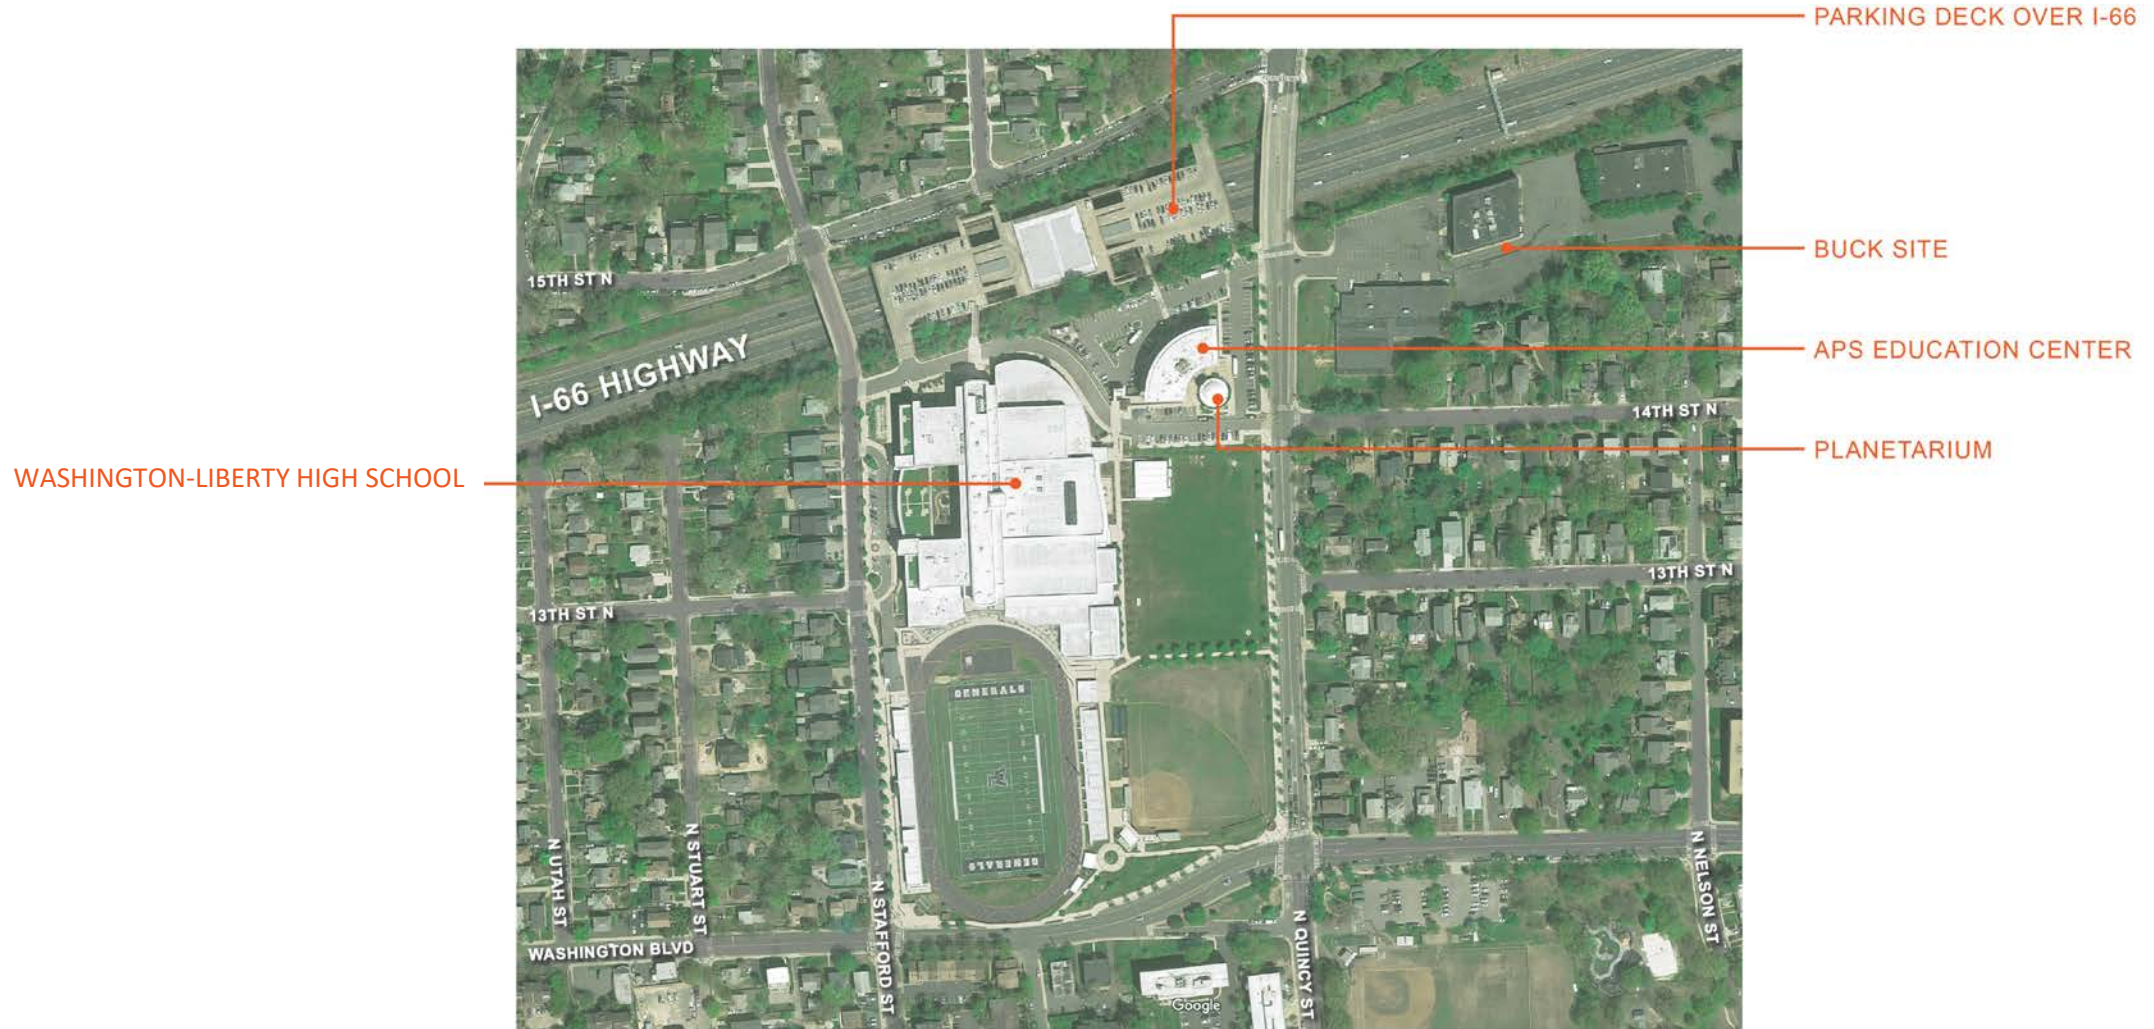 PARKING DECK OVER I-66
BUCK SITE
15TH ST N
I-66 HIGHWAY
APS EDUCATION CENTER
14TH ST N
PLANETARIUM
WASHINGTON-LIBERTY HIGH SCHOOL
13TH ST N
13TH ST N
GENERALS
W
GENERALS
N UTAH ST
N STUART ST
N STAFFORD ST
N QUINCY ST
N NELSON ST
WASHINGTON BLVD
Google